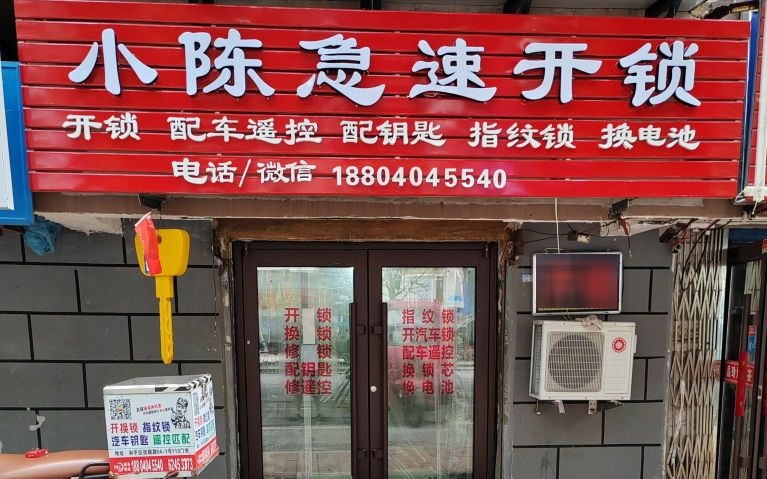 小陈急速开锁
开锁 配车遥控 配钥匙 指纹锁 换电池
电话/微信 18804045540
开 锁
换 锁
修 锁
配 钥 匙
修 遥 控
指 纹 锁
开 汽 车 锁
配汽车遥控
换 锁 芯
换 电 池
开换锁 指纹锁
汽车钥匙 遥控匹配
18804045540